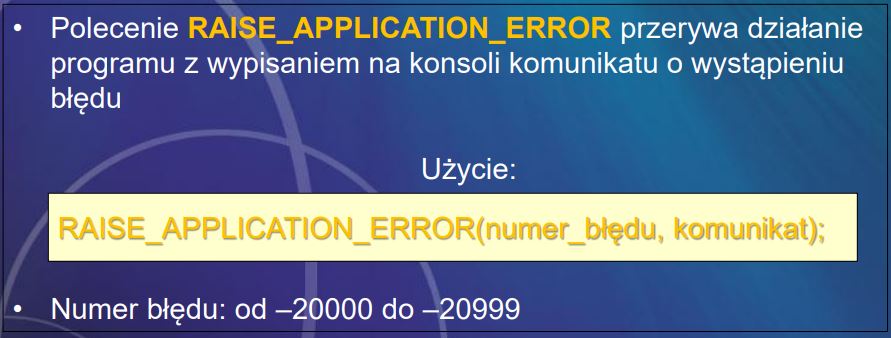 • Polecenie RAISE_APPLICATION_ERROR przerywa działanie
programu z wypisaniem na konsoli komunikatu o wystąpieniu
błędu
Użycie:
RAISE_APPLICATION_ERROR(numer_błędu, komunikat);
• Numer błędu: od –20000 do –20999